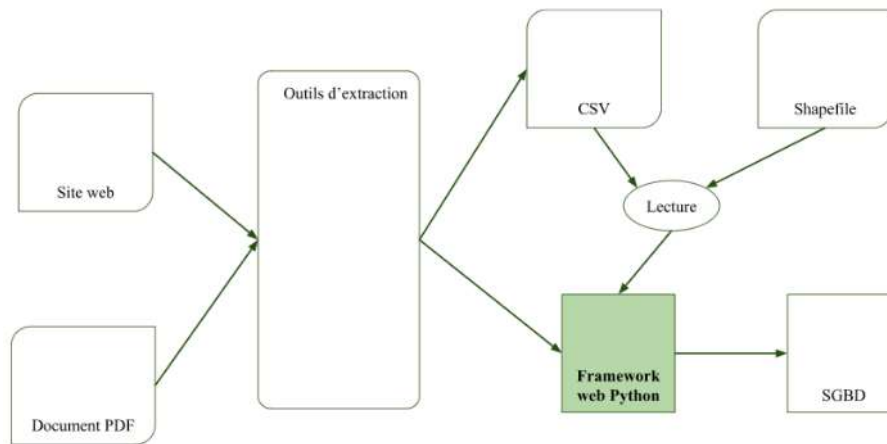 Outils d'extraction
CSV
Shapefile
Site web
Lecture
Framework
web Python
SGBD
Document PDF